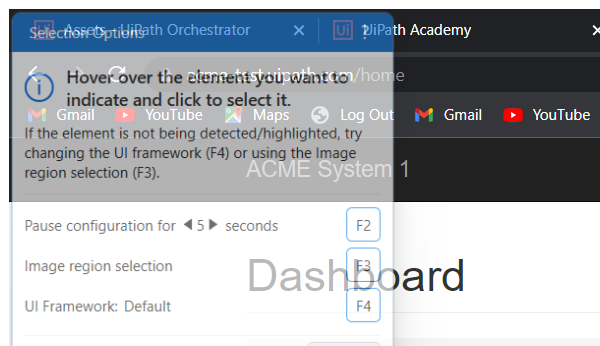 Assets - UiPath Orchestrator
UiPath Academy
Selection Options
?
Hover over the element you want to
indicate and click to select it.
acme-test.uipath.com/home
Gmail YouTube Maps Log Out Gmail YouTube
If the element is not being detected/highlighted, try
changing the UI framework (F4) or using the Image
region selection (F3).
ACME System 1
Pause configuration for 5 seconds F2
Image region selection F3
Dashboard
UI Framework: Default F4